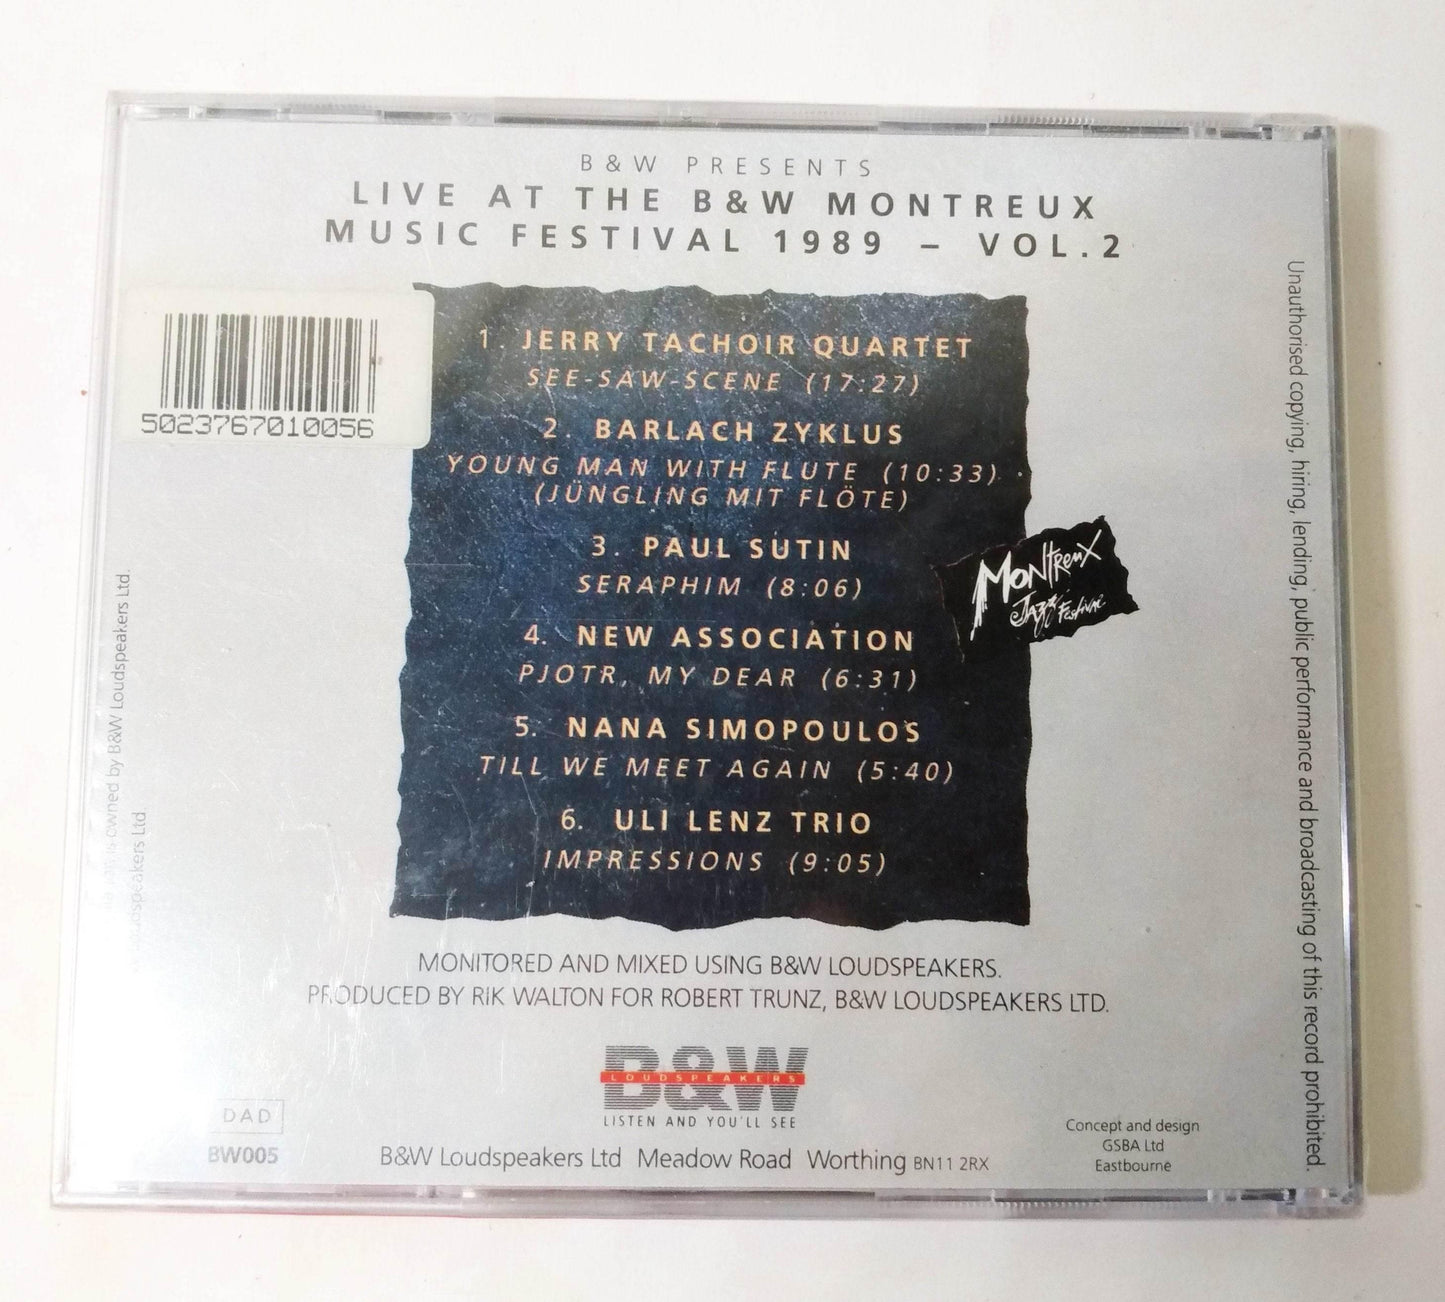 B&W PRESENTS
LIVE AT THE B&W MONTREUX
MUSIC FESTIVAL 1989 – VOL.2
5023767010056
1. JERRY TACHOIR QUARTET
SEE-SAW-SCENE (17:27)
2. BARLACH ZYKLUS
YOUNG MAN WITH FLUTE (10:33)
(JÜNGLING MIT FLÖTE)
3. PAUL SUTIN
SERAPHIM (8:06)
4. NEW ASSOCIATION
PJOTR, MY DEAR (6:31)
5. NANA SIMOPOULOS
TILL WE MEET AGAIN (5:40)
6. ULI LENZ TRIO
IMPRESSIONS (9:05)
MONTREUX
JAZZ Festival
MONITORED AND MIXED USING B&W LOUDSPEAKERS.
PRODUCED BY RIK WALTON FOR ROBERT TRUNZ, B&W LOUDSPEAKERS LTD.
B&W
LOUDSPEAKERS
LISTEN AND YOU'LL SEE
DAD
BW005
B&W Loudspeakers Ltd Meadow Road Worthing BN11 2RX
Concept and design
GSBA Ltd
Eastbourne
Unauthorised copying, hiring, lending, public performance and broadcasting of this record prohibited.
is owned by B&W Loudspeakers Ltd.
Ltd